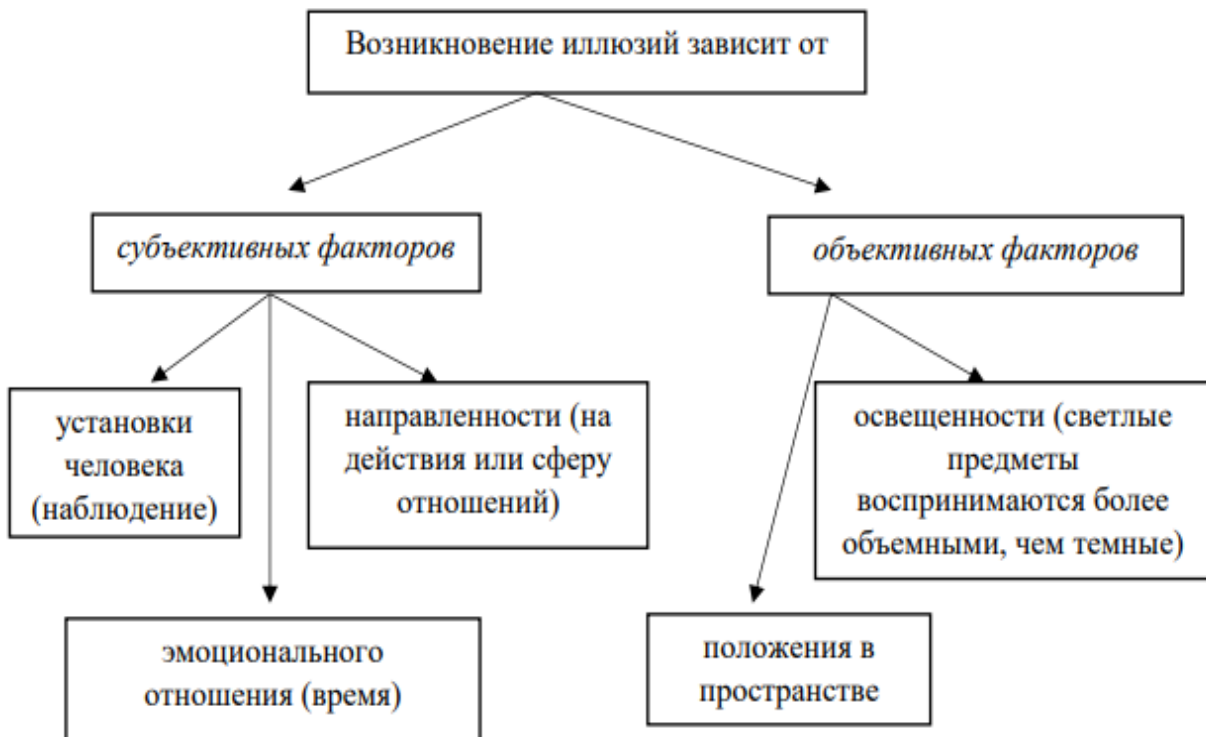 Возникновение иллюзий зависит от
субъективных факторов
объективных факторов
установки
человека
(наблюдение)
направленности (на
действия или сферу
отношений)
освещенности (светлые
предметы
воспринимаются более
объемными, чем темные)
эмоционального
отношения (время)
положения в
пространстве